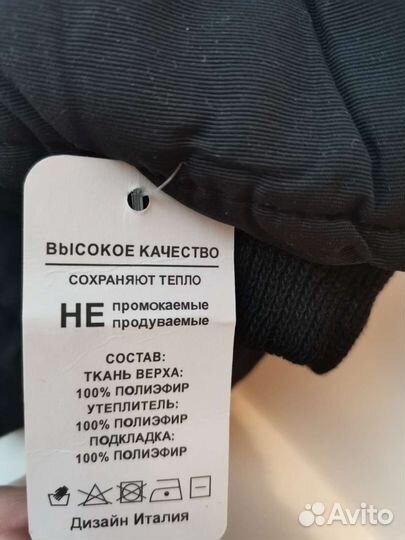 ВЫСОКОЕ КАЧЕСТВО
СОХРАНЯЮТ ТЕПЛО
НЕ промокаемые
продуваемые
СОСТАВ:
ТКАНЬ ВЕРХА:
100% ПОЛИЭФИР
УТЕПЛИТЕЛЬ:
100% ПОЛИЭФИР
ПОДКЛАДКА:
100% ПОЛИЭФИР
Дизайн Италия
Avito